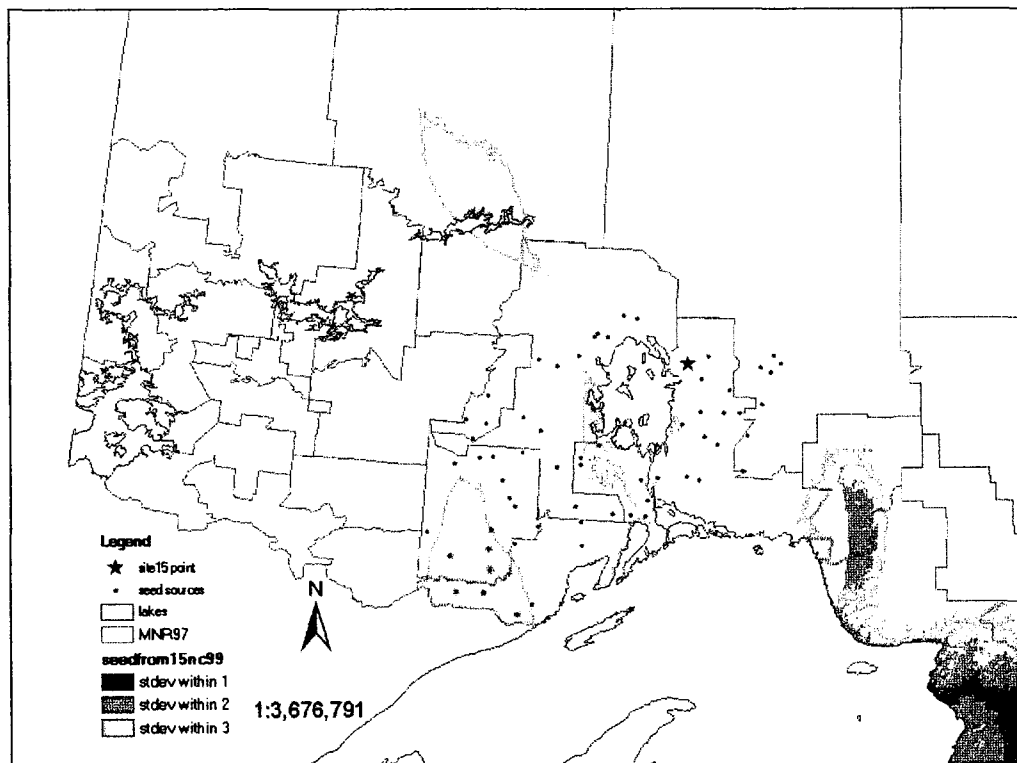 Legend
site15 point
seed sources
lakes
MNR97
seedfrom15nc99
stdev within 1
stdev within 2
stdev within 3
N
1:3,676,791